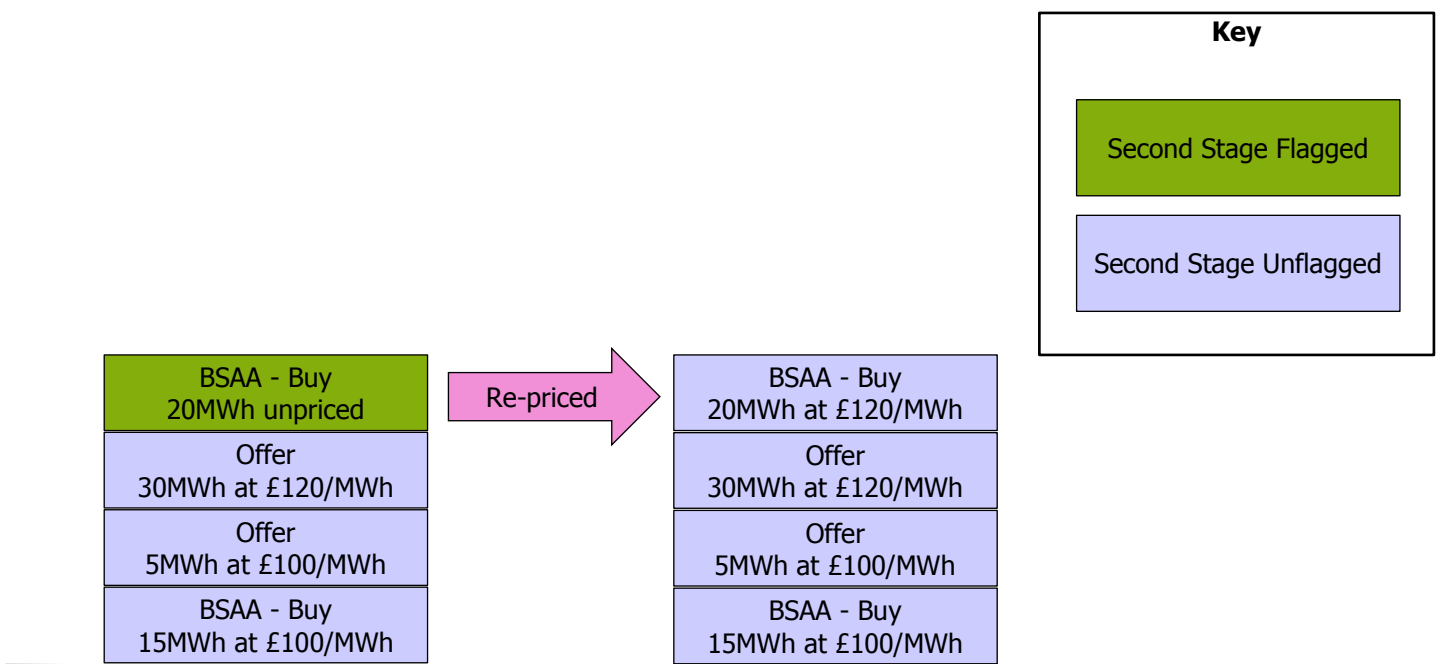 Key
Second Stage Flagged
Second Stage Unflagged
BSAA - Buy
20MWh unpriced
Offer
30MWh at £120/MWh
Offer
5MWh at £100/MWh
BSAA - Buy
15MWh at £100/MWh
Re-priced
BSAA - Buy
20MWh at £120/MWh
Offer
30MWh at £120/MWh
Offer
5MWh at £100/MWh
BSAA - Buy
15MWh at £100/MWh